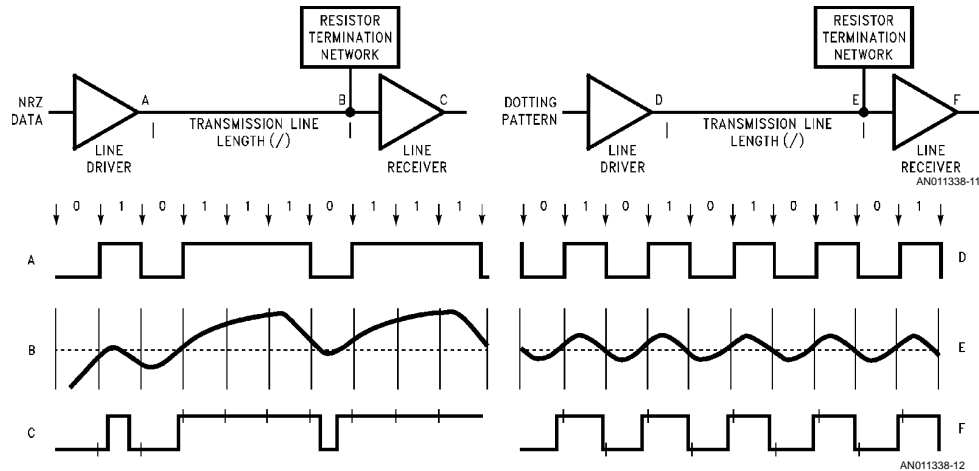 RESISTOR
TERMINATION
NETWORK
RESISTOR
TERMINATION
NETWORK
NRZ
DATA
A
B
C
DOTTING
PATTERN
D
E
F
TRANSMISSION LINE
LENGTH (/)
TRANSMISSION LINE
LENGTH (/)
LINE
DRIVER
LINE
RECEIVER
LINE
DRIVER
LINE
RECEIVER
AN011338-11
0 1 0 1 1 1 0 1 1 1
0 1 0 1 0 1 0 1 0 1
A
D
B
E
C
F
AN011338-12